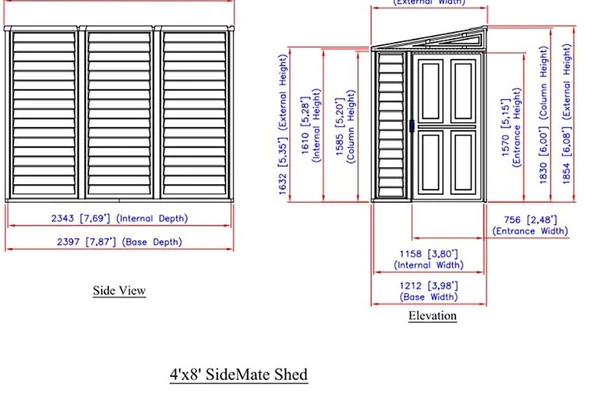 (External Width)
1632 [5,35'] (External Height)
1610 [5,28']
(Internal Height)
1585 [5,20']
(Column Height)
1570 [5,15']
(Entrance Height)
1830 [6,00'] (Column Height)
1854 [6,08'] (External Height)
2343 [7,69'] (Internal Depth)
2397 [7,87'] (Base Depth)
756 [2,48']
(Entrance Width)
1158 [3,80']
(Internal Width)
1212 [3,98']
(Base Width)
Side View
Elevation
4'x8' SideMate Shed